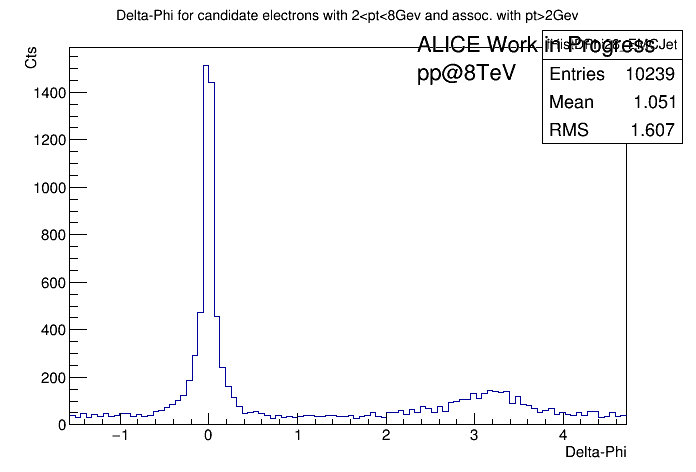 Delta-Phi for candidate electrons with 2<pt<8Gev and assoc. with pt>2Gev
Cts
ALICE Work in Progress
pp@8TeV
Entries 10239
Mean 1.051
RMS 1.607
1400
1200
1000
800
600
400
200
0
−1 0 1 2 3 4
Delta-Phi